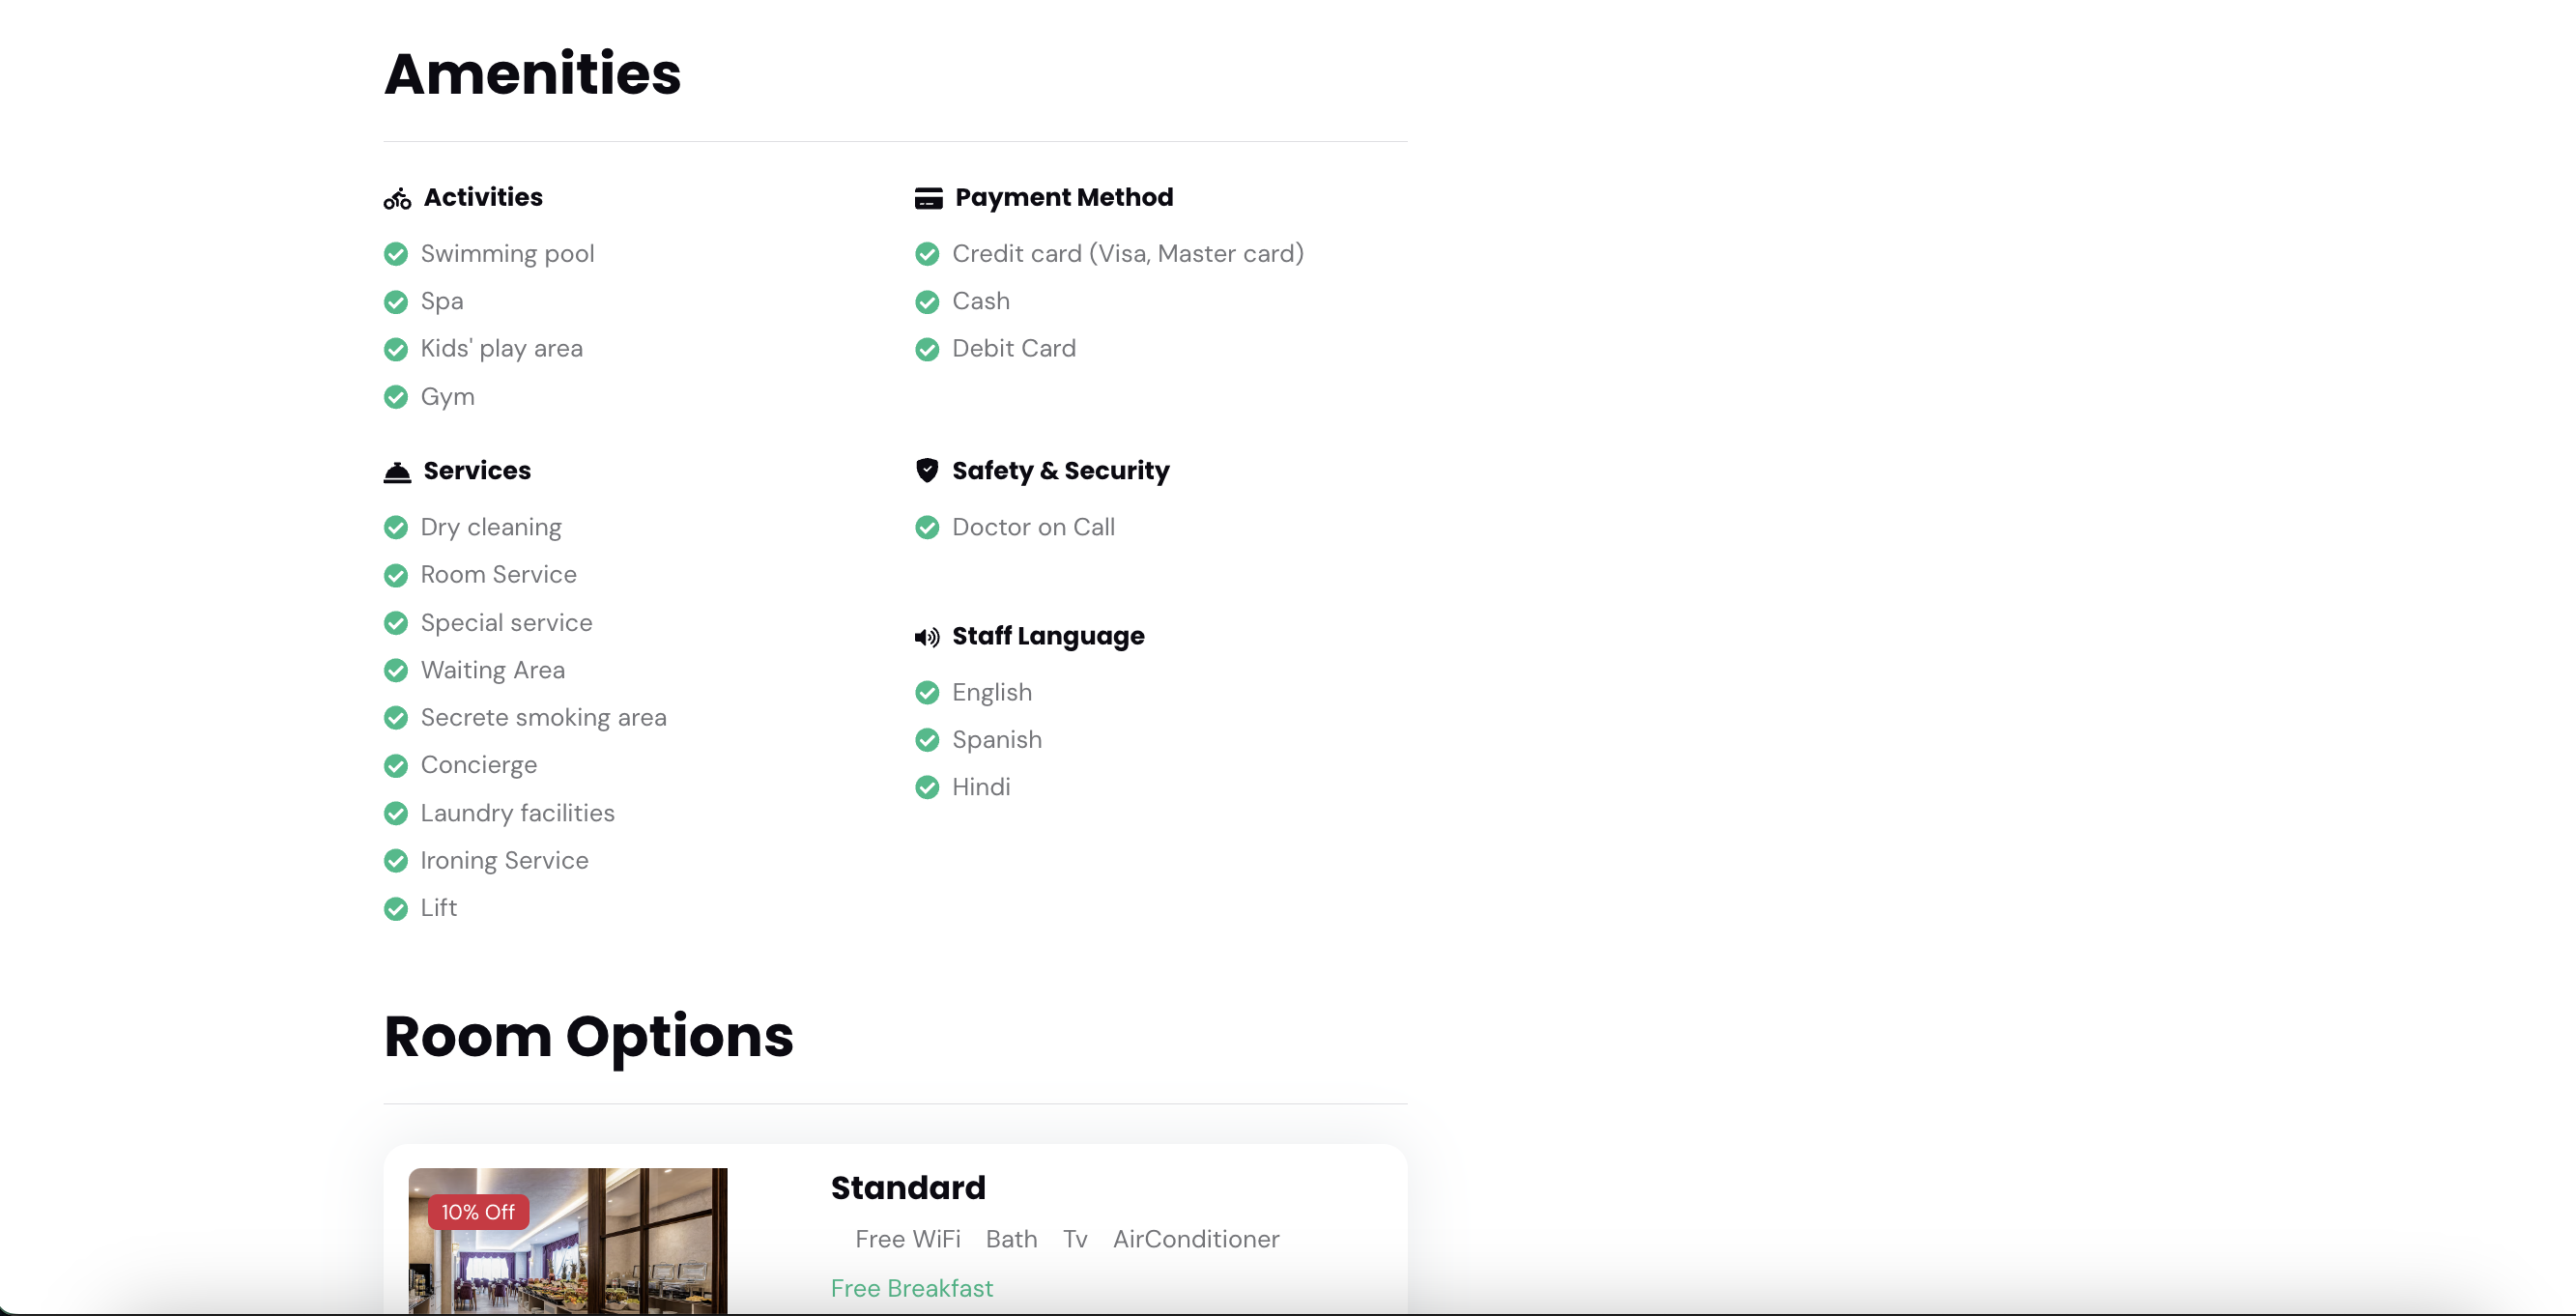 Amenities
Activities
Swimming pool
Spa
Kids' play area
Gym
Payment Method
Credit card (Visa, Master card)
Cash
Debit Card
Services
Dry cleaning
Room Service
Special service
Waiting Area
Secrete smoking area
Concierge
Laundry facilities
Ironing Service
Lift
Safety & Security
Doctor on Call
Staff Language
English
Spanish
Hindi
Room Options
10% Off
Standard
Free WiFi Bath Tv AirConditioner
Free Breakfast